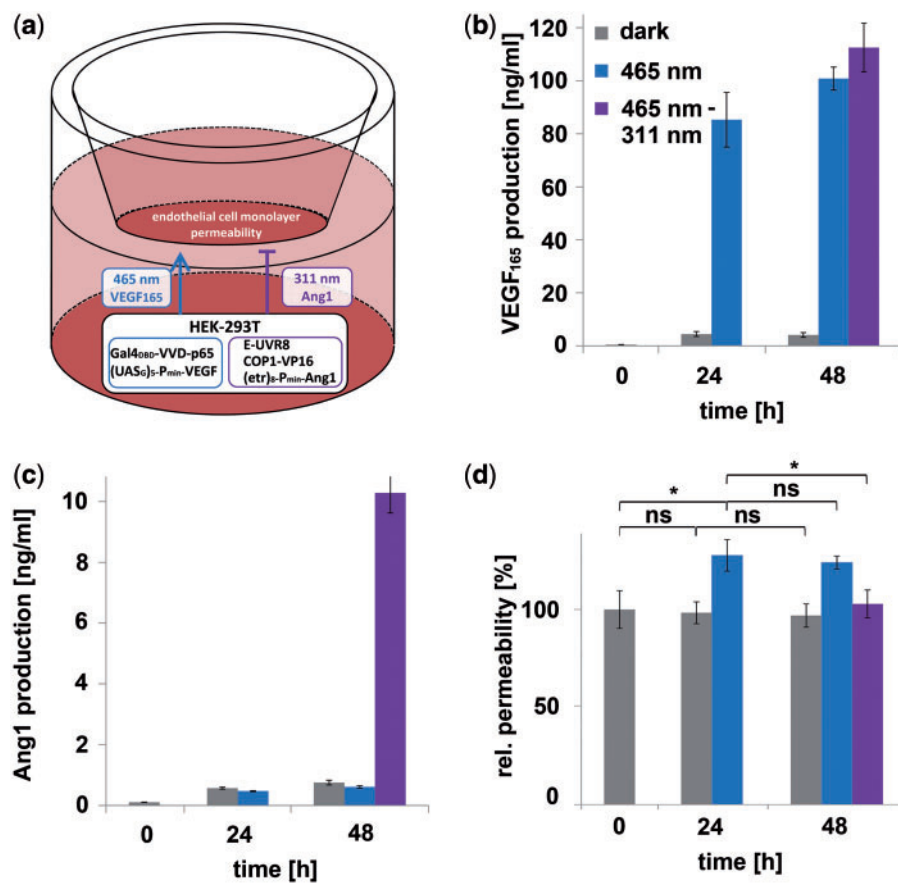 (a)
endothelial cell monolayer
permeability
465 nm
VEGF165
311 nm
Ang1
HEK-293T
Gal4DBD-VVD-p65
(UASG)5-Pmin-VEGF
E-UVR8
COP1-VP16
(etr)8-Pmin-Ang1
(b)
VEGF165 production [ng/ml]
120
100
80
60
40
20
0
dark
465 nm
465 nm -
311 nm
0 24 48
time [h]
(c)
Ang1 production [ng/ml]
10
8
6
4
2
0
0 24 48
time [h]
(d)
rel. permeability [%]
100
50
0
*
*
ns
ns
ns
0 24 48
time [h]